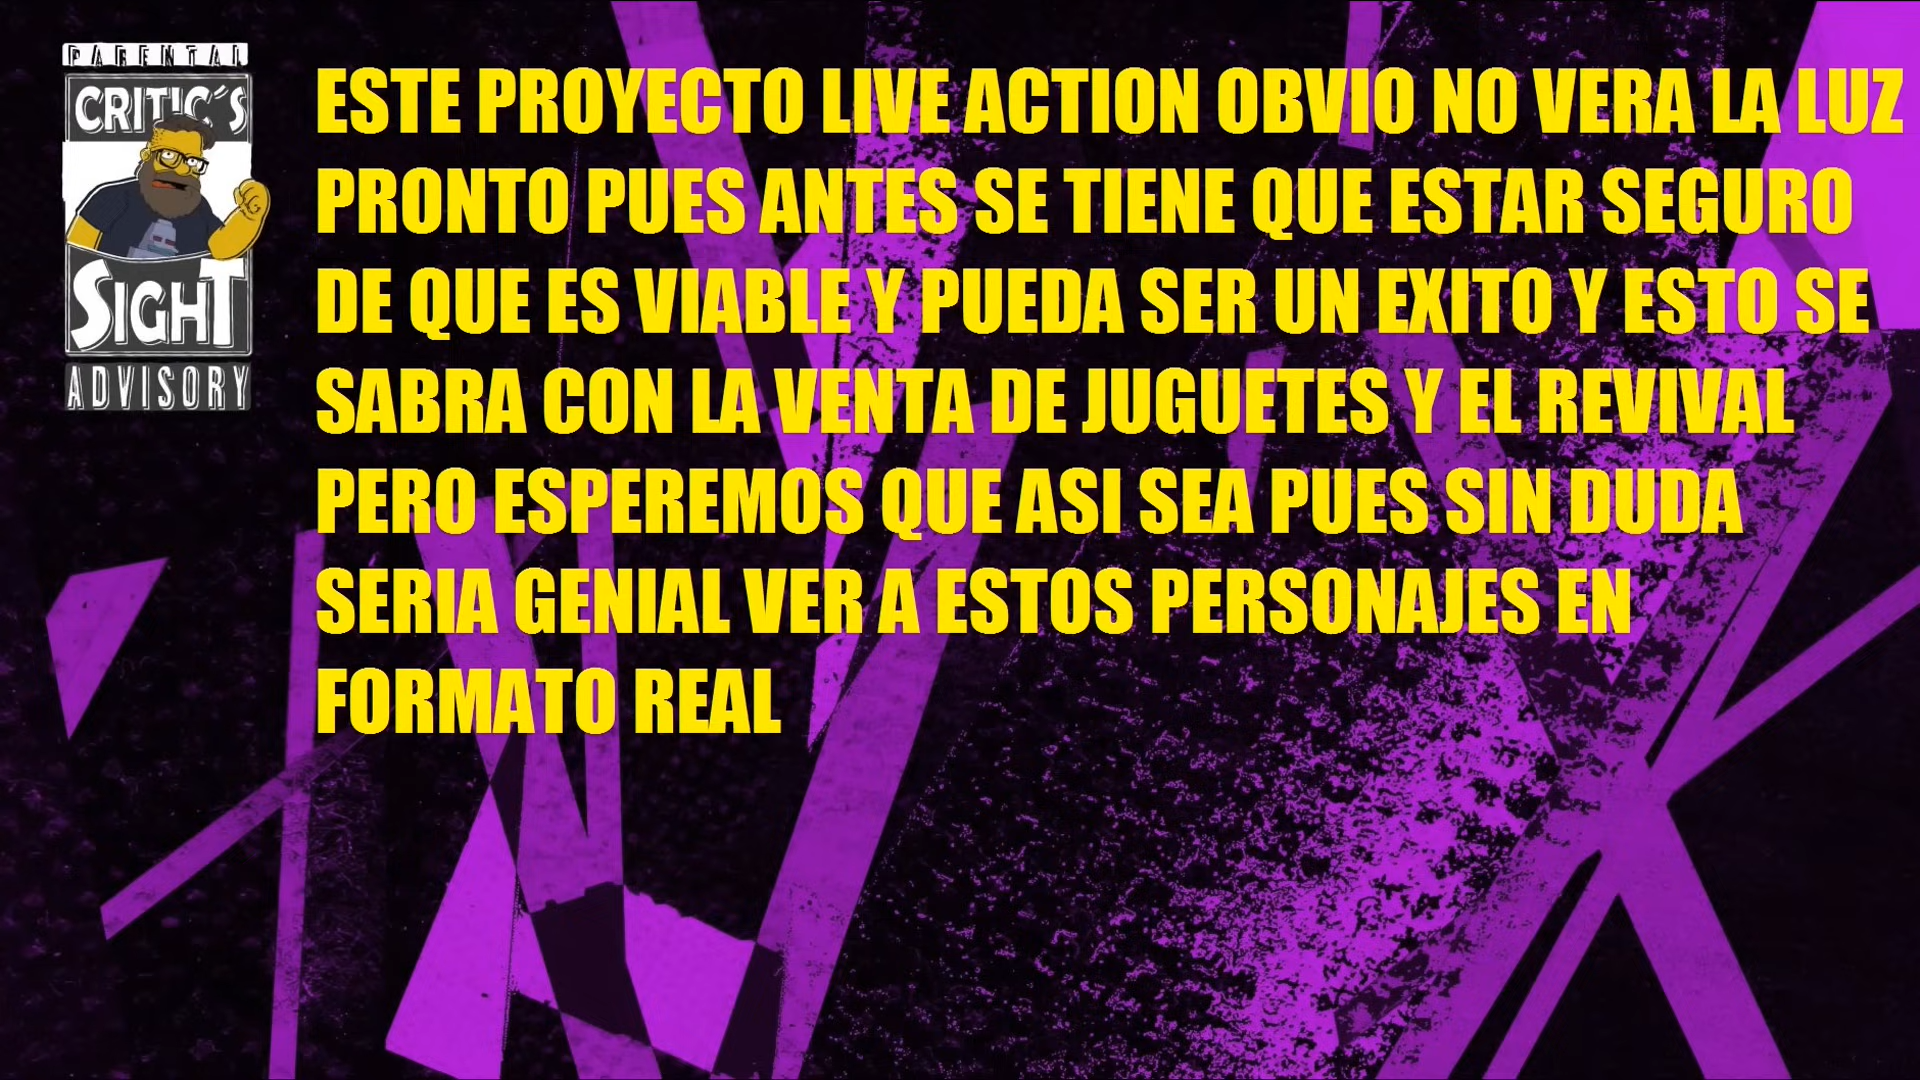 PARENTAL
CRITIC'S
SIGHT
ADVISORY
ESTE PROYECTO LIVE ACTION OBVIO NO VERA LA LUZ
PRONTO PUES ANTES SE TIENE QUE ESTAR SEGURO
DE QUE ES VIABLE Y PUEDA SER UN EXITO Y ESTO SE
SABRA CON LA VENTA DE JUGUETES Y EL REVIVAL
PERO ESPEREMOS QUE ASI SEA PUES SIN DUDA
SERIA GENIAL VER A ESTOS PERSONAJES EN
FORMATO REAL